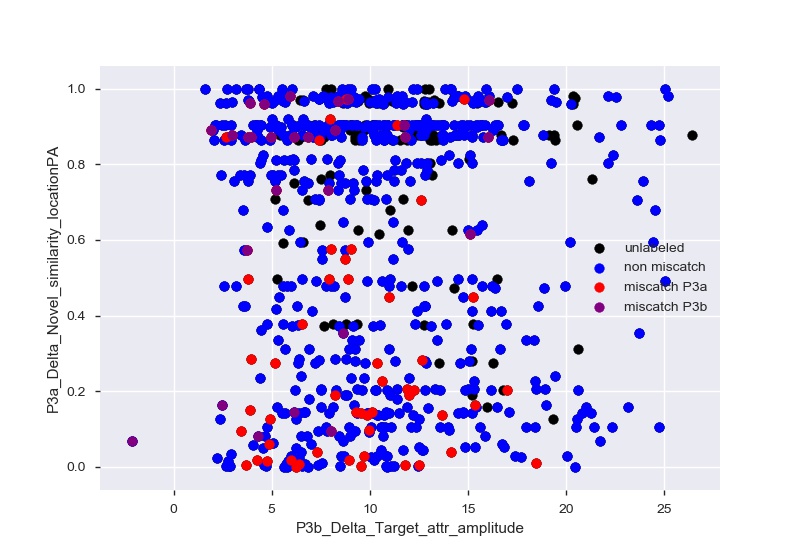 1.0
0.8
0.6
0.4
0.2
0.0
P3a_Delta_Novel_similarity_locationPA
unlabeled
non miscatch
miscatch P3a
miscatch P3b
0 5 10 15 20 25
P3b_Delta_Target_attr_amplitude